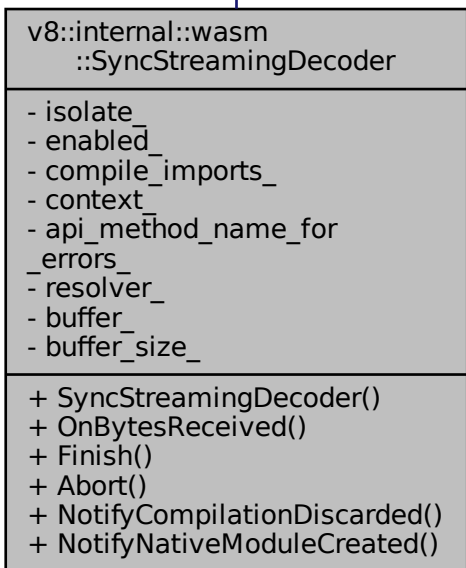 v8::internal::wasm
::SyncStreamingDecoder
- isolate_
- enabled_
- compile_imports_
- context_
- api_method_name_for
_errors_
- resolver_
- buffer_
- buffer_size_
+ SyncStreamingDecoder()
+ OnBytesReceived()
+ Finish()
+ Abort()
+ NotifyCompilationDiscarded()
+ NotifyNativeModuleCreated()